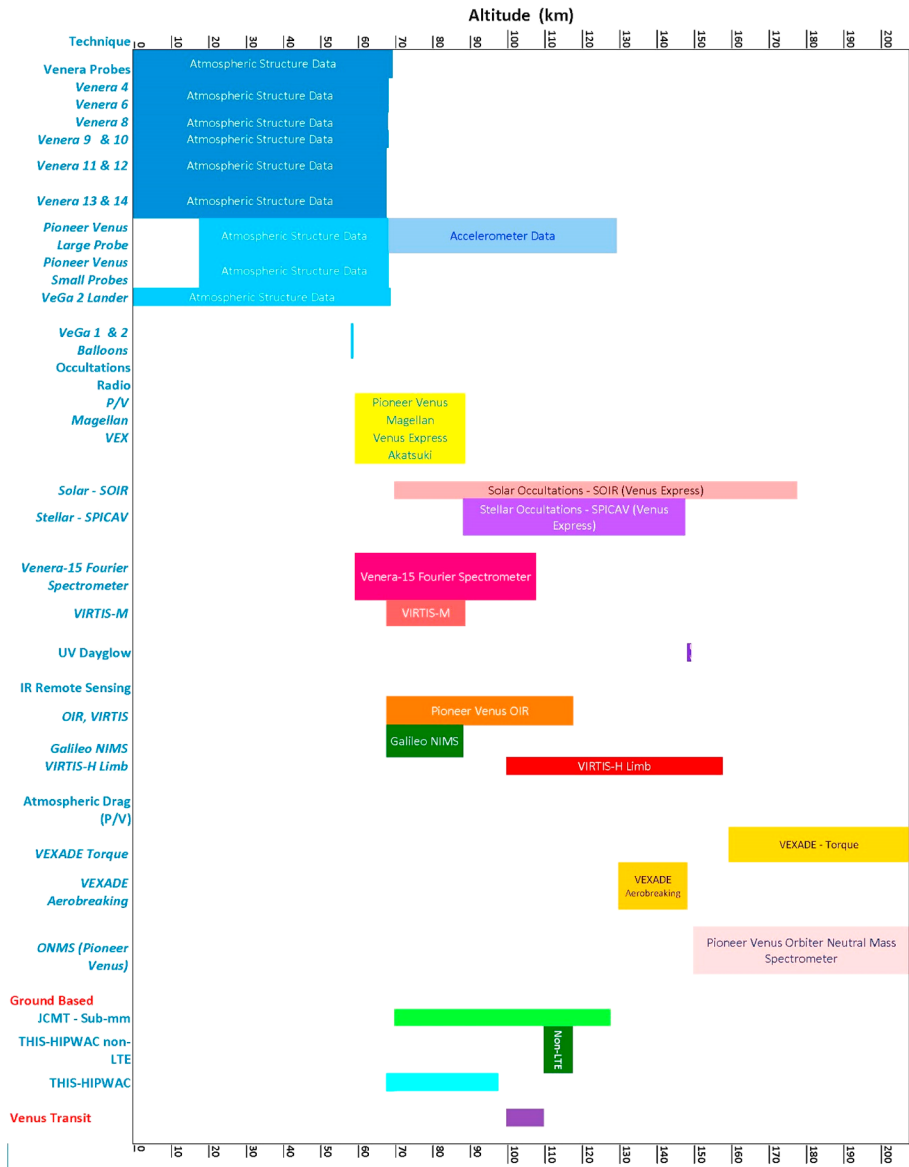 Altitude (km)
Technique
0 10 20 30 40 50 60 70 80 90 100 110 120 130 140 150 160 170 180 190 200
Venera Probes
Atmospheric Structure Data
Venera 4
Venera 6
Atmospheric Structure Data
Venera 8
Atmospheric Structure Data
Venera 9 & 10
Atmospheric Structure Data
Venera 11 & 12
Atmospheric Structure Data
Venera 13 & 14
Atmospheric Structure Data
Pioneer Venus
Large Probe
Atmospheric Structure Data
Accelerometer Data
Pioneer Venus
Small Probes
Atmospheric Structure Data
VeGa 2 Lander
Atmospheric Structure Data
VeGa 1 & 2
Balloons
Occultations
Radio
P/V
Magellan
VEX
Pioneer Venus
Magellan
Venus Express
Akatsuki
Solar - SOIR
Solar Occultations - SOIR (Venus Express)
Stellar - SPICAV
Stellar Occultations - SPICAV (Venus
Express)
Venera-15 Fourier
Spectrometer
Venera-15 Fourier Spectrometer
VIRTIS-M
VIRTIS-M
UV Dayglow
IR Remote Sensing
OIR, VIRTIS
Pioneer Venus OIR
Galileo NIMS
Galileo NIMS
VIRTIS-H Limb
VIRTIS-H Limb
Atmospheric Drag
(P/V)
VEXADE Torque
VEXADE - Torque
VEXADE
Aerobreaking
VEXADE
Aerobreaking
ONMS (Pioneer
Venus)
Pioneer Venus Orbiter Neutral Mass
Spectrometer
Ground Based
JCMT - Sub-mm
THIS-HIPWAC non-
LTE
Non-LTE
THIS-HIPWAC
Venus Transit
0 10 20 30 40 50 60 70 80 90 100 110 120 130 140 150 160 170 180 190 200